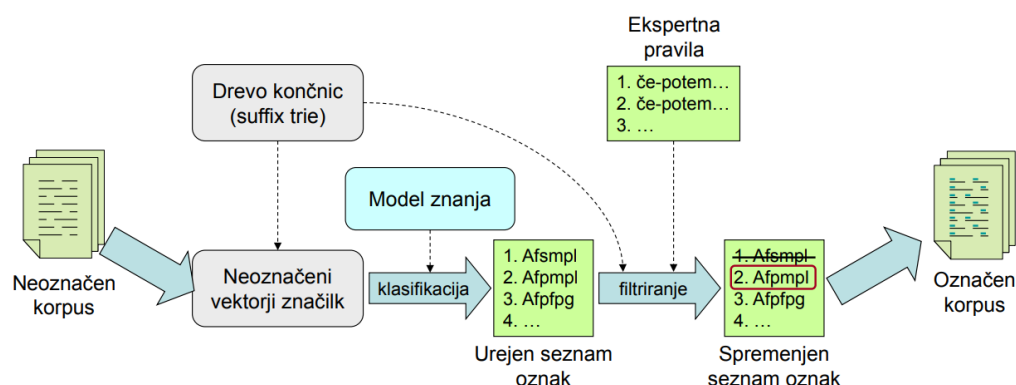 Ekspertna
pravila
1. če-potem…
2. če-potem…
3. …
Drevo končnic
(suffix trie)
Model znanja
Neoznačen
korpus
Neoznačeni
vektorji značilk
klasifikacija
1. Afsmpl
2. Afpmpl
3. Afpfpg
4. …
Urejen seznam
oznak
filtriranje
1. Afsmpl
2. Afpmpl
3. Afpfpg
4. …
Spremenjen
seznam oznak
Označen
korpus